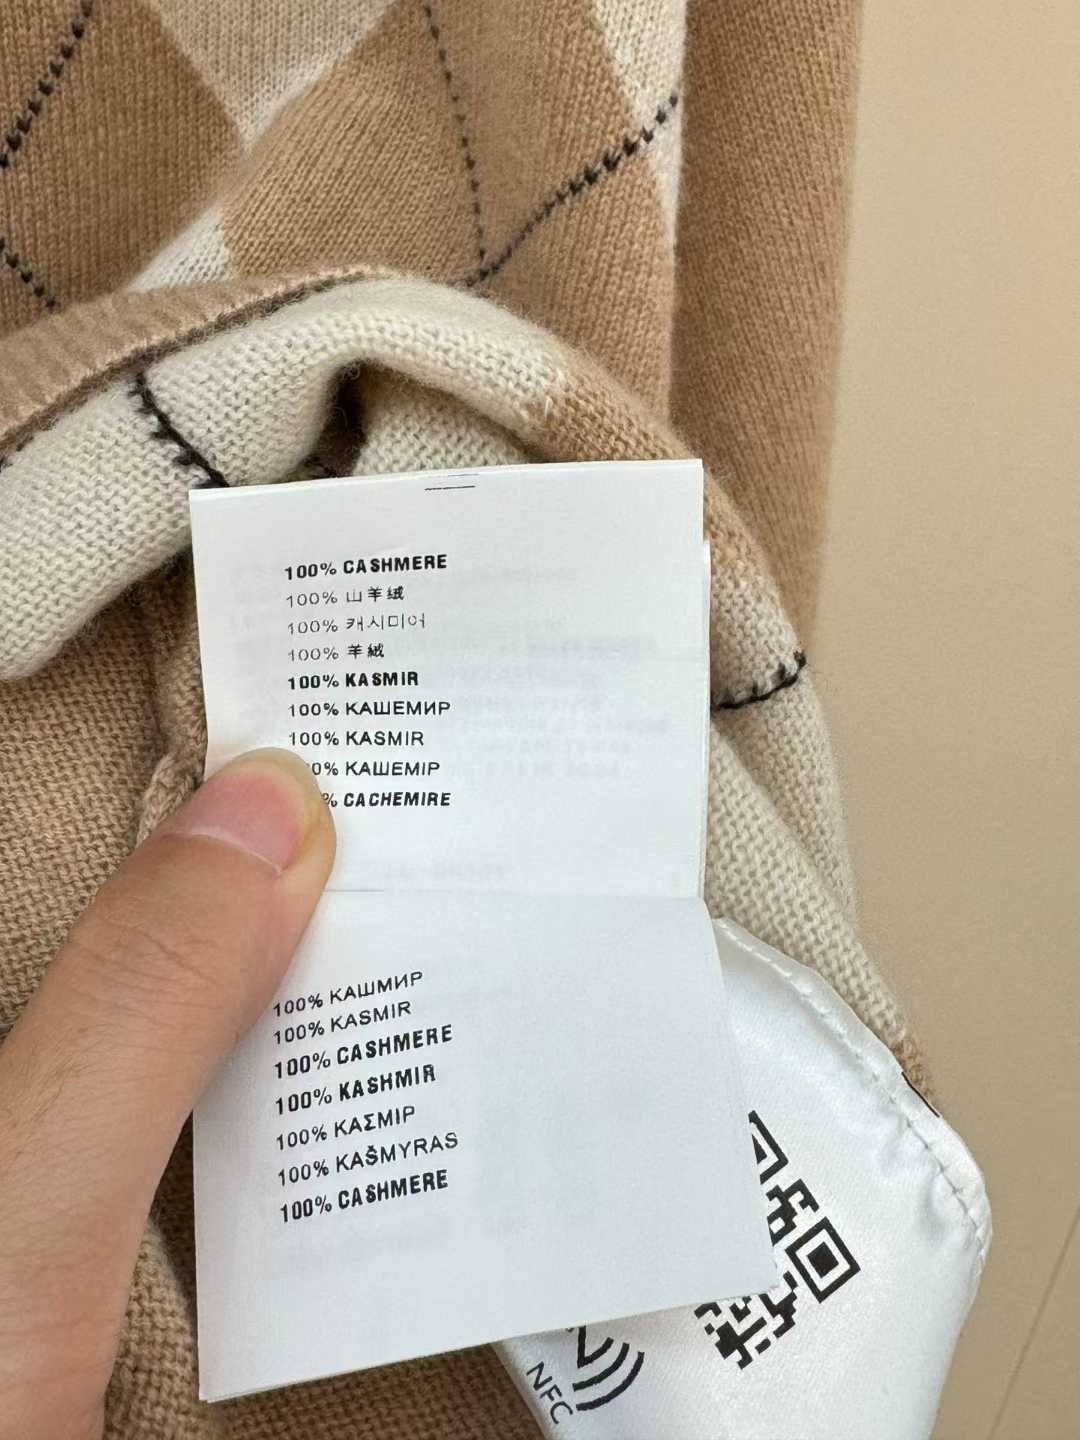 100% CASHMERE
100% 山羊绒
100% 캐시미어
100% 羊絨
100% KASMIR
100% КАШЕМИР
100% KASMIR
0% КАШЕМІР
% CACHEMIRE
100% КАШМИР
100% KASMIR
100% CASHMERE
100% KASHMIR
100% ΚΑΣΜΙΡ
100% KAŠMYRAS
100% CASHMERE
NFC